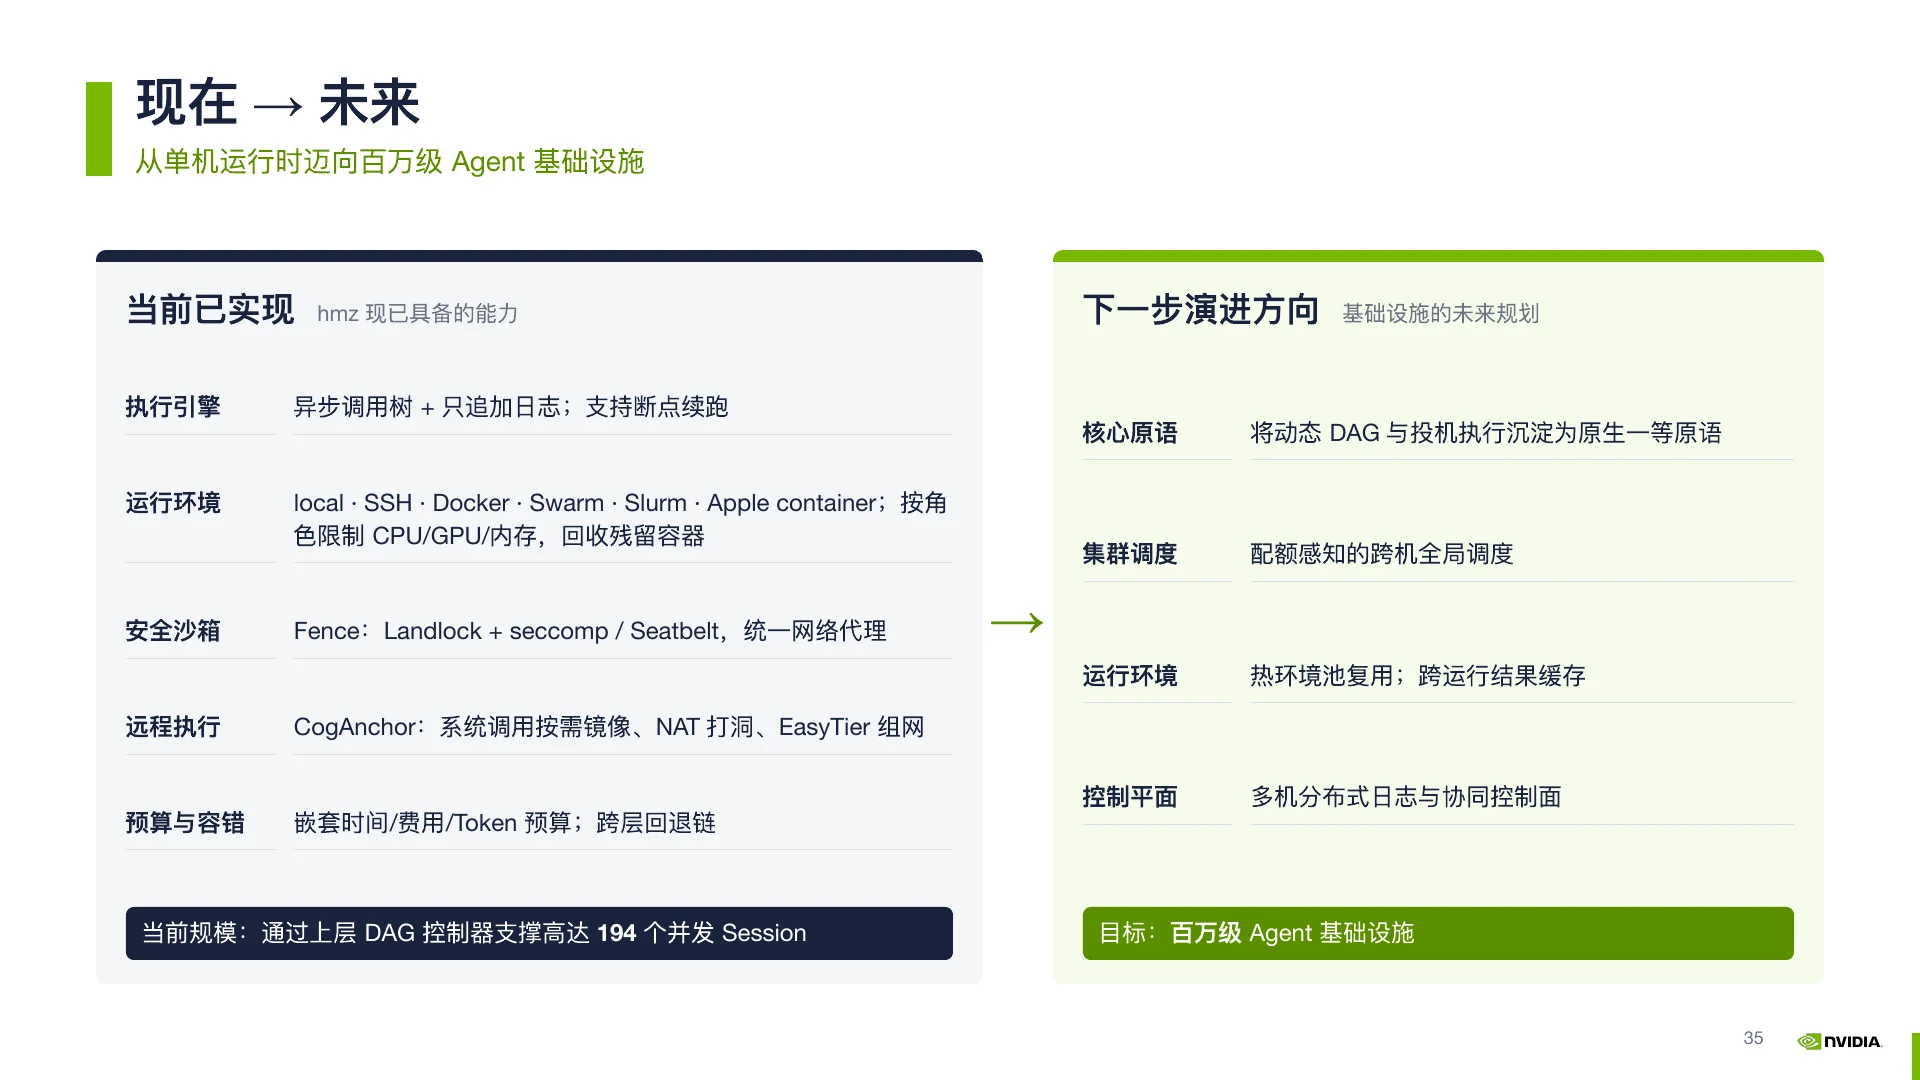 现在 → 未来
从单机运行时迈向百万级 Agent 基础设施
当前已实现 hmz 现已具备的能力
执行引擎 异步调用树 + 只追加日志；支持断点续跑
运行环境 local · SSH · Docker · Swarm · Slurm · Apple container；按角
色限制 CPU/GPU/内存，回收残留容器
安全沙箱 Fence：Landlock + seccomp / Seatbelt，统一网络代理
远程执行 CogAnchor：系统调用按需镜像、NAT 打洞、EasyTier 组网
预算与容错 嵌套时间/费用/Token 预算；跨层回退链
当前规模：通过上层 DAG 控制器支撑高达 194 个并发 Session
→
下一步演进方向 基础设施的未来规划
核心原语 将动态 DAG 与投机执行沉淀为原生一等原语
集群调度 配额感知的跨机全局调度
运行环境 热环境池复用；跨运行结果缓存
控制平面 多机分布式日志与协同控制面
目标：百万级 Agent 基础设施
35
NVIDIA.